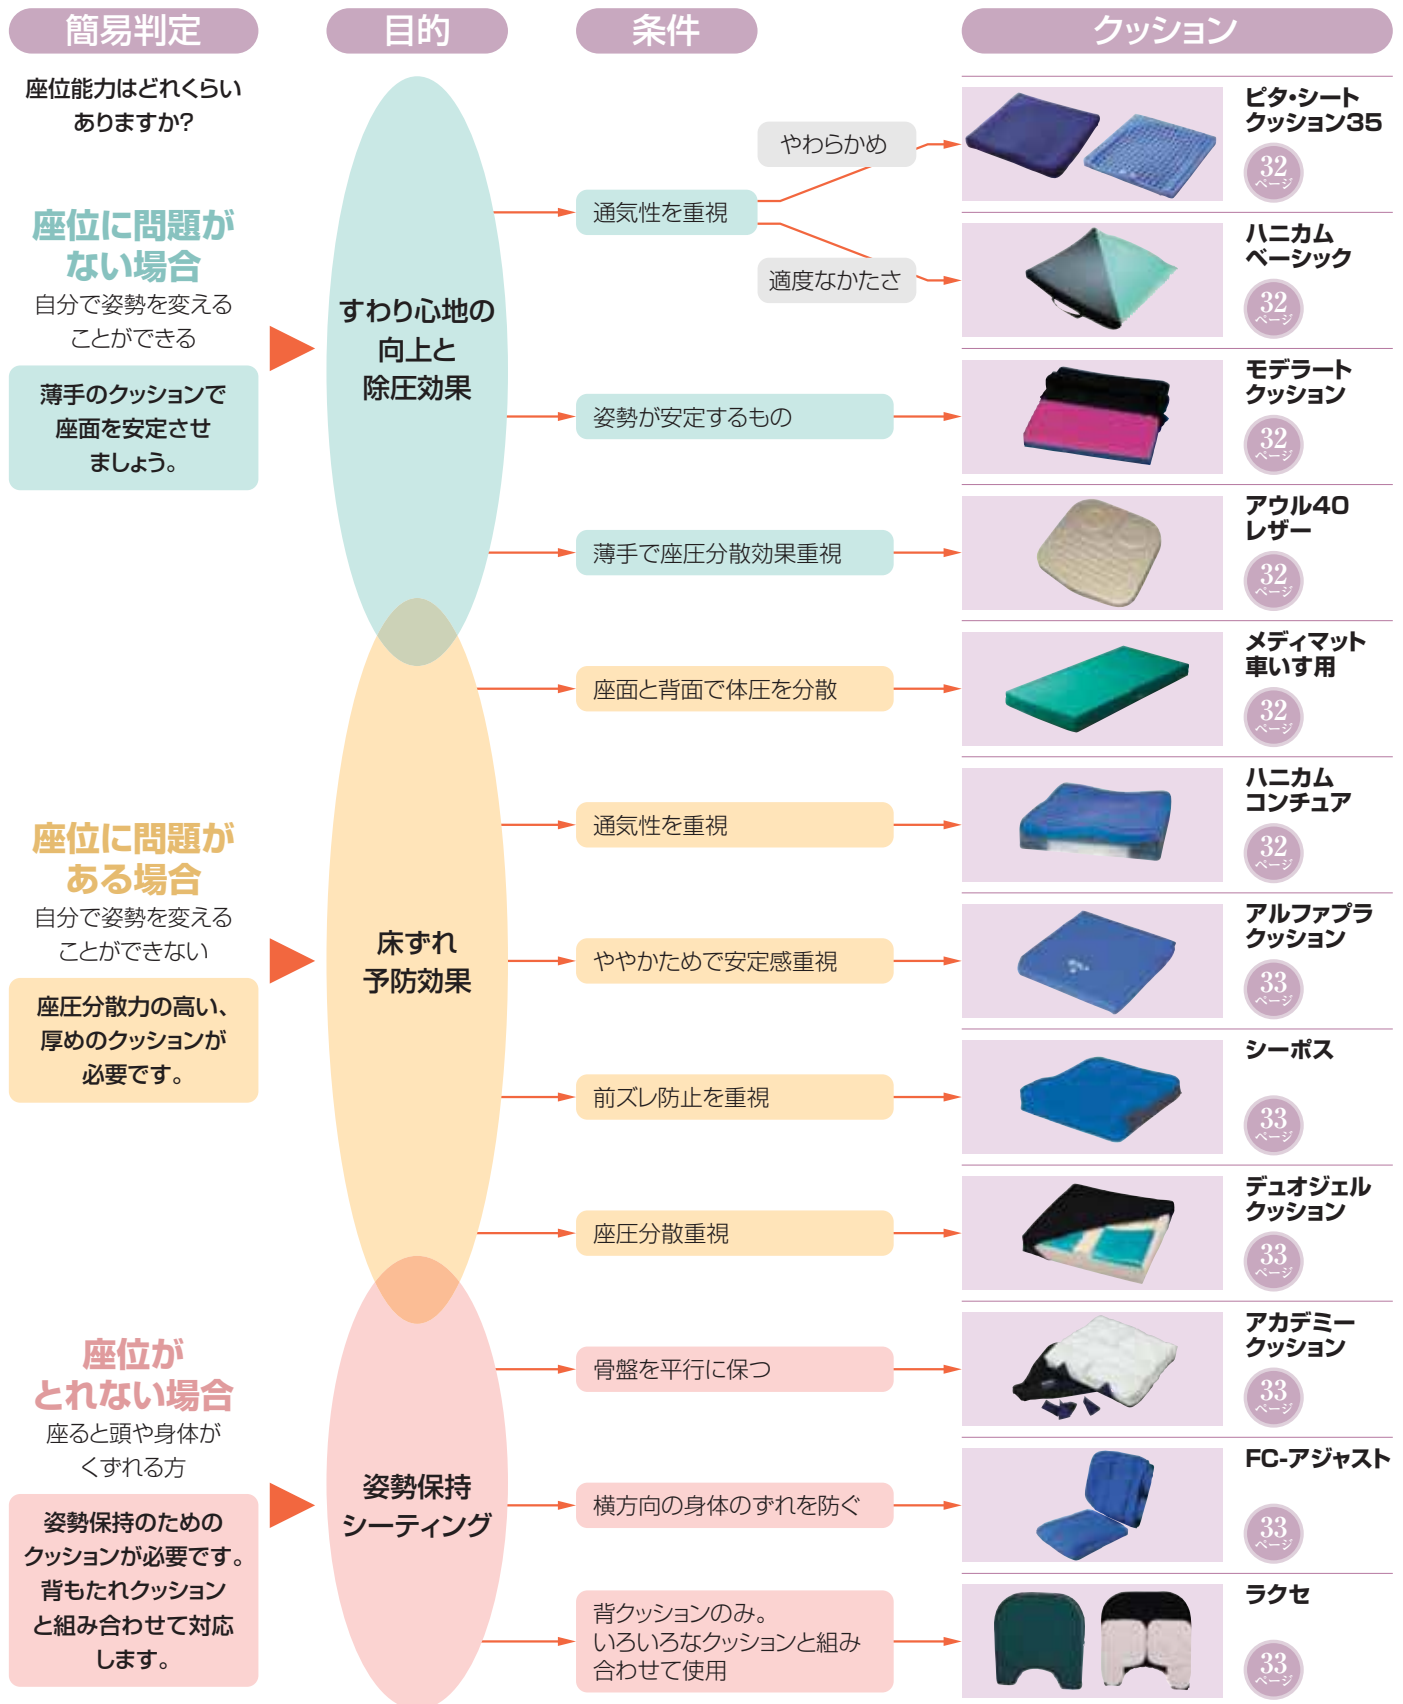 簡易判定
目的
条件
クッション
座位能力はどれくらい
ありますか?
座位に問題が
ない場合
自分で姿勢を変える
ことができる
薄手のクッションで
座面を安定させ
ましょう。
すわり心地の
向上と
除圧効果
通気性を重視
やわらかめ
適度なかたさ
姿勢が安定するもの
薄手で座圧分散効果重視
ピタ・シート
クッション35
32
ページ
ハニカム
ベーシック
32
ページ
モデラート
クッション
32
ページ
アウル40
レザー
32
ページ
座位に問題が
ある場合
自分で姿勢を変える
ことができない
座圧分散力の高い、
厚めのクッションが
必要です。
床ずれ
予防効果
座面と背面で体圧を分散
通気性を重視
ややかためで安定感重視
前ズレ防止を重視
座圧分散重視
メディマット
車いす用
32
ページ
ハニカム
コンチュア
32
ページ
アルファプラ
クッション
33
ページ
シーポス
33
ページ
デュオジェル
クッション
33
ページ
座位が
とれない場合
座ると頭や身体が
くずれる方
姿勢保持のための
クッションが必要です。
背もたれクッション
と組み合わせて対応
します。
姿勢保持
シーティング
骨盤を平行に保つ
横方向の身体のずれを防ぐ
背クッションのみ。
いろいろなクッションと組み
合わせて使用
アカデミー
クッション
33
ページ
FC-アジャスト
33
ページ
ラクセ
33
ページ